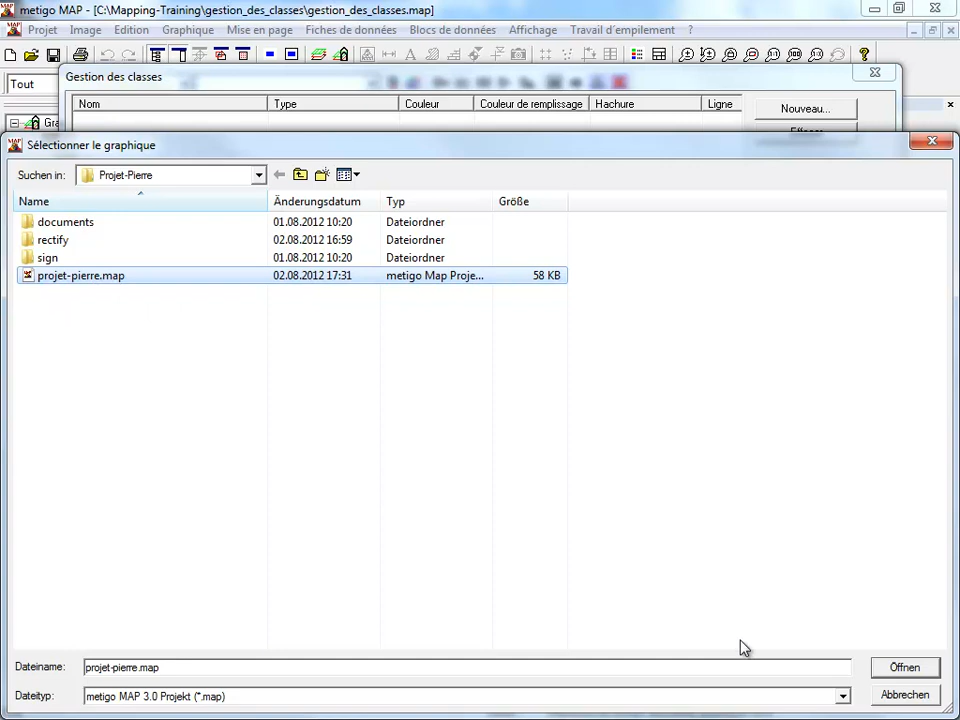 metigo MAP - [C:\Mapping-Training\gestion_des_classes\gestion_des_classes.map]
Projet Image Edition Graphique Mise en page Fiches de données Blocs de données Affichage Travail d'empilement ?
Tout
Gestion des classes
Nom Type Couleur Couleur de remplissage Hachure Ligne
Nouveau...
Sélectionner le graphique
Suchen in: Projet-Pierre
Name Änderungsdatum Typ Größe
documents 01.08.2012 10:20 Dateiordner
rectify 02.08.2012 16:59 Dateiordner
sign 01.08.2012 10:20 Dateiordner
projet-pierre.map 02.08.2012 17:31 metigo Map Proje... 58 KB
Dateiname: projet-pierre.map Öffnen
Dateityp: metigo MAP 3.0 Projekt (*.map) Abbrechen